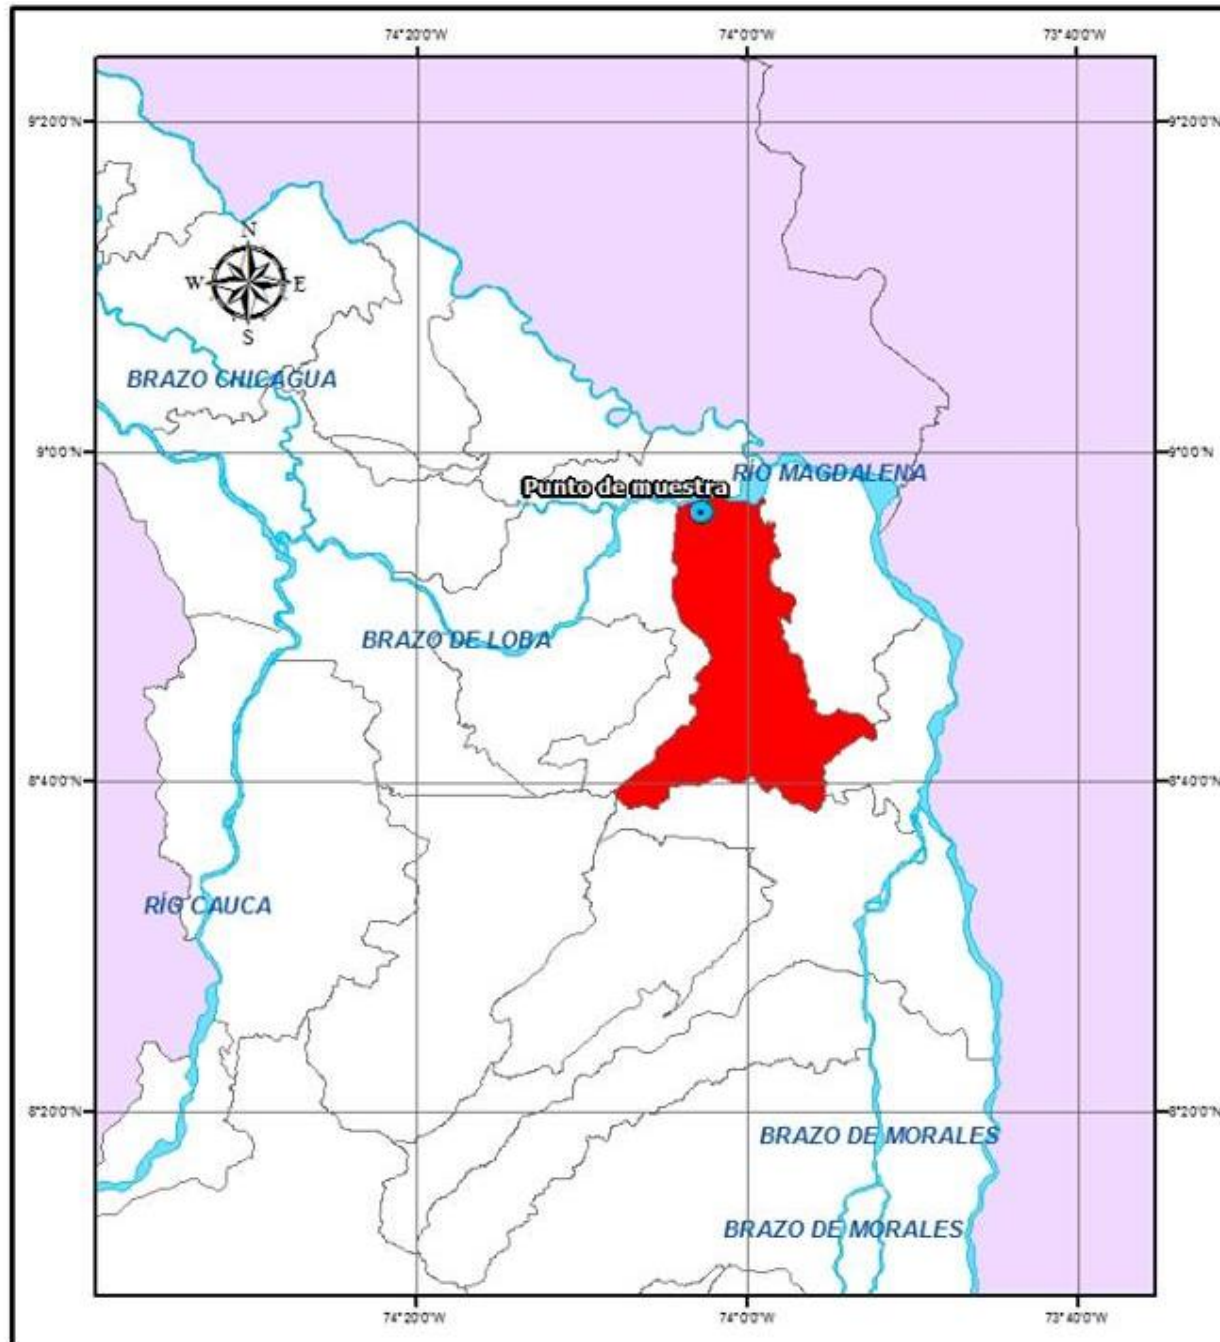 74°20'0"W 74°0'0"W 73°40'0"W
9°20'0"N 9°20'0"N
N
W E
S
BRAZO CHICAGUA
9°0'0"N 9°0'0"N
RÍO MAGDALENA
Punto de muestra
BRAZO DE LOBA
8°40'0"N 8°40'0"N
RÍO CAUCA
8°20'0"N 8°20'0"N
BRAZO DE MORALES
BRAZO DE MORALES
74°20'0"W 74°0'0"W 73°40'0"W